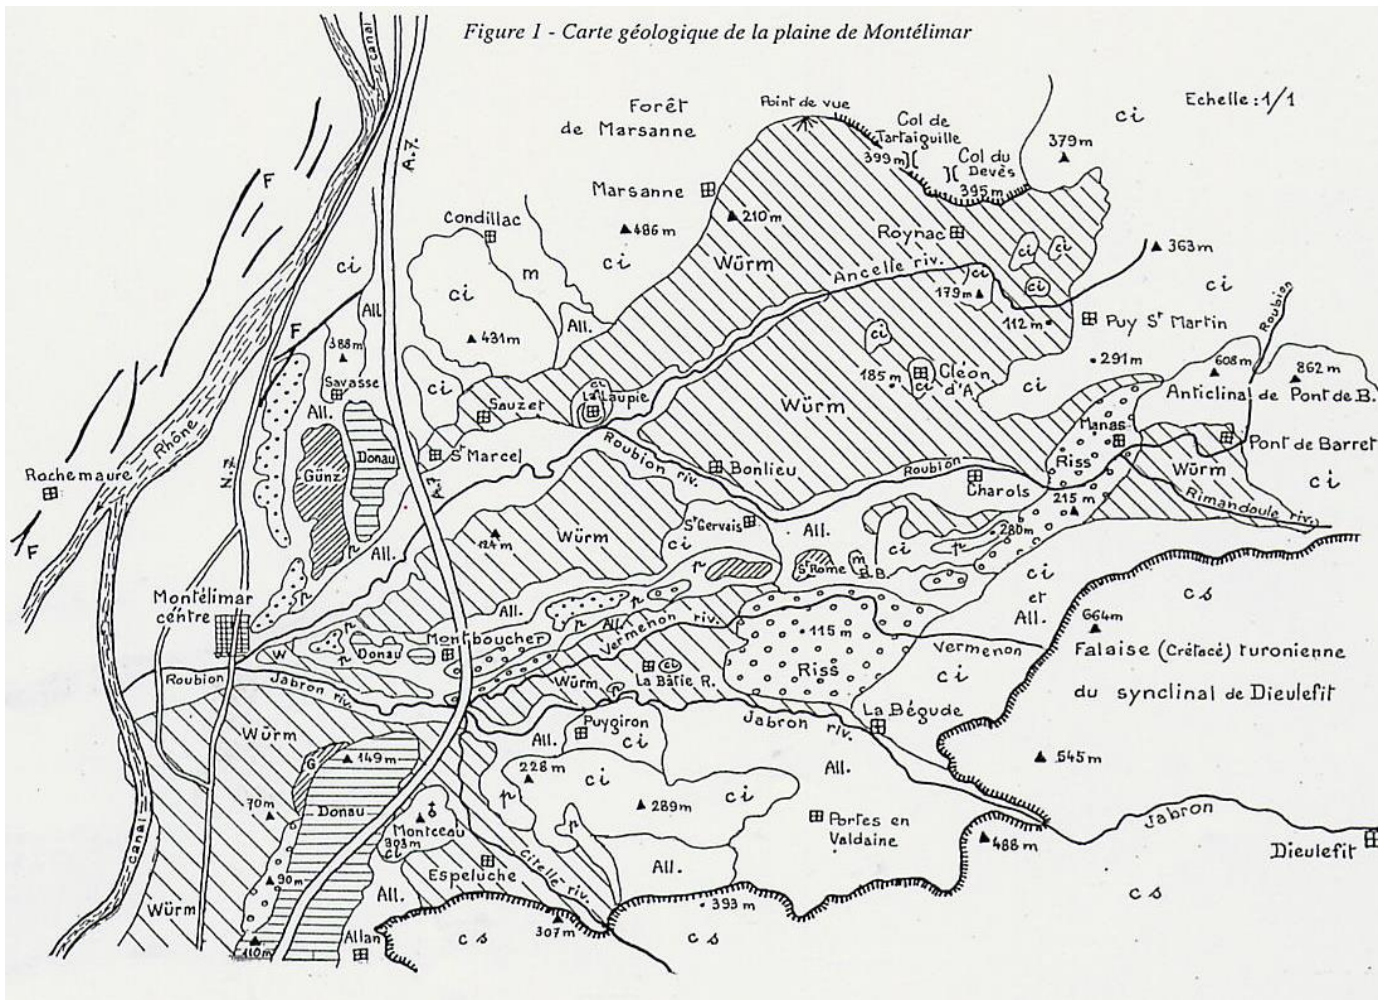 Figure 1 - Carte géologique de la plaine de Montélimar
Echelle: 1/1
canal
A.7.
Forêt
de Marsanne
Point de vue
Col de
Tartaiguille
399m
Col du
Devès
395m
379m
ci
F
Marsanne
486m
210m
Condillac
m
ci
ci
Roynac
ci
ci
ci
363m
Würm
Ancelle riv.
ci
179m
112m
Puy St Martin
ci
Roubion
All.
ci
431m
All.
F
388m
Savasse
ci
ci
185m
Cléon
d'A.
ci
291m
ci
608m
862m
Anticlinal de Pont de B.
All.
Sauzet
ci
La Laupie
Würm
Manas
Pont de Barret
Rhône
Rochemaure
N.7.
Günz
Donau
St Marcel
A.7
Roubion riv.
Bonlieu
Roubion
Charols
Riss
215m
Würm
Rimandoule riv.
ci
F
All.
p
124m
Würm
St Gervais
ci
All.
ci
p
280m
p
St Rome
m
B.B.
ci
et
All.
cs
Montélimar
centre
p
All.
p
p
All.
Vermenon riv.
115m
Riss
664m
Falaise (Crétacé) turonienne
du synclinal de Dieulefit
W
p
p
Donau
Montboucher
Würm
p
La Bâtie R.
ci
Vermenon
ci
Roubion
Jabron riv.
Jabron riv.
La Bégude
Würm
Puygiron
ci
All.
All.
545m
G
149m
228m
p
ci
ci
289m
70m
Donau
Montceau
303m
ci
p
Portes en
Valdaine
Jabron
canal
90m
Espeluche
Citelle riv.
All.
488m
Dieulefit
Würm
All.
393m
cs
110m
Allan
cs
307m
cs